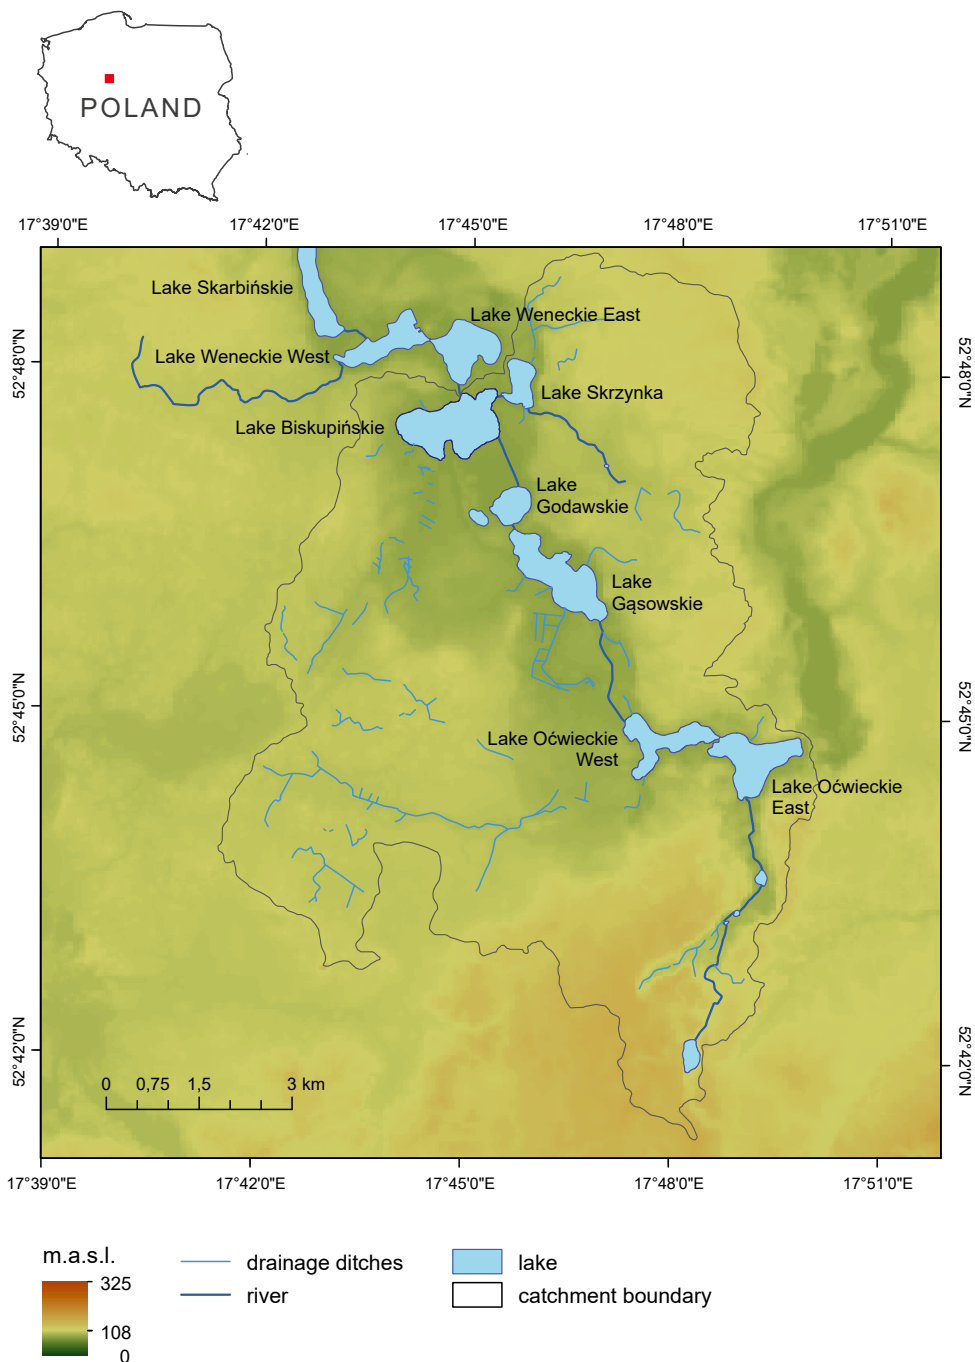 POLAND
17°39'0"E 17°42'0"E 17°45'0"E 17°48'0"E 17°51'0"E
Lake Skarbińskie
Lake Weneckie East
Lake Weneckie West
52°48'0"N
52°48'0"N
Lake Skrzynka
Lake Biskupińskie
Lake
Godawskie
Lake
Gąsowskie
52°45'0"N
52°45'0"N
Lake Oćwieckie
West
Lake Oćwieckie
East
52°42'0"N
52°42'0"N
0 0,75 1,5 3 km
17°39'0"E 17°42'0"E 17°45'0"E 17°48'0"E 17°51'0"E
m.a.s.l.
325
108
0
drainage ditches
river
lake
catchment boundary